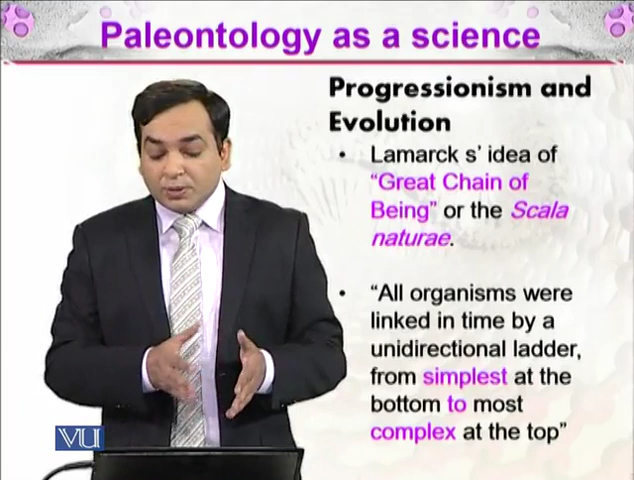 Paleontology as a science
Progressionism and
Evolution
• Lamarck s' idea of
"Great Chain of
Being" or the Scala
naturae.
• "All organisms were
linked in time by a
unidirectional ladder,
from simplest at the
bottom to most
complex at the top"
VU